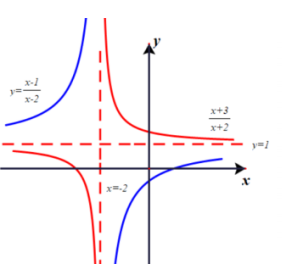 y
y=x-1/x-2
x+3/x+2
y=1
x
x=-2